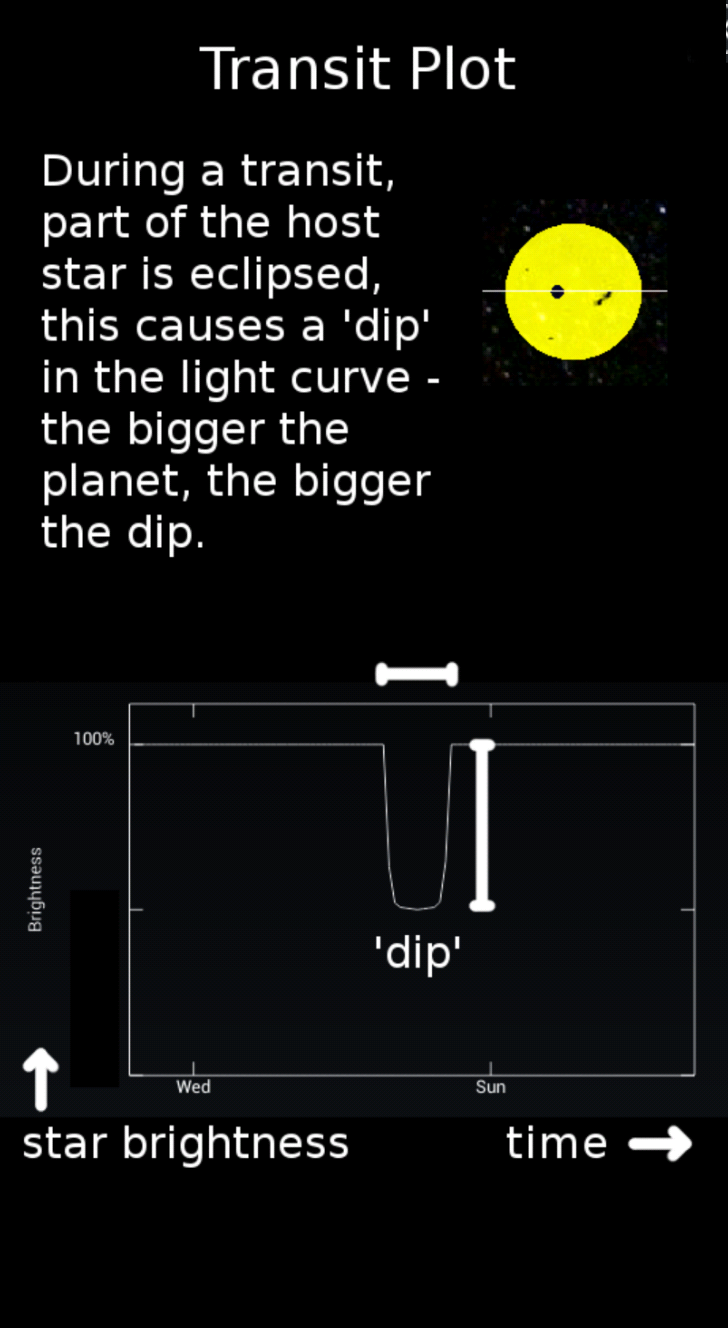 Transit Plot
During a transit,
part of the host
star is eclipsed,
this causes a 'dip'
in the light curve -
the bigger the
planet, the bigger
the dip.
100%
Brightness
'dip'
Wed
Sun
star brightness
time